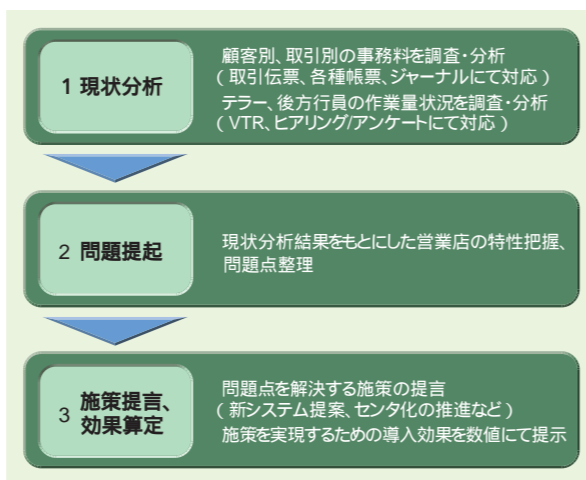 1 現状分析
顧客別、取引別の事務料を調査・分析
( 取引伝票、各種帳票、ジャーナルにて対応 )
テラー、後方行員の作業量状況を調査・分析
( VTR、ヒアリング/アンケートにて対応 )
2 問題提起
現状分析結果をもとにした営業店の特性把握、
問題点整理
3 施策提言、
効果算定
問題点を解決する施策の提言
( 新システム提案、センタ化の推進など )
施策を実現するための導入効果を数値にて提示